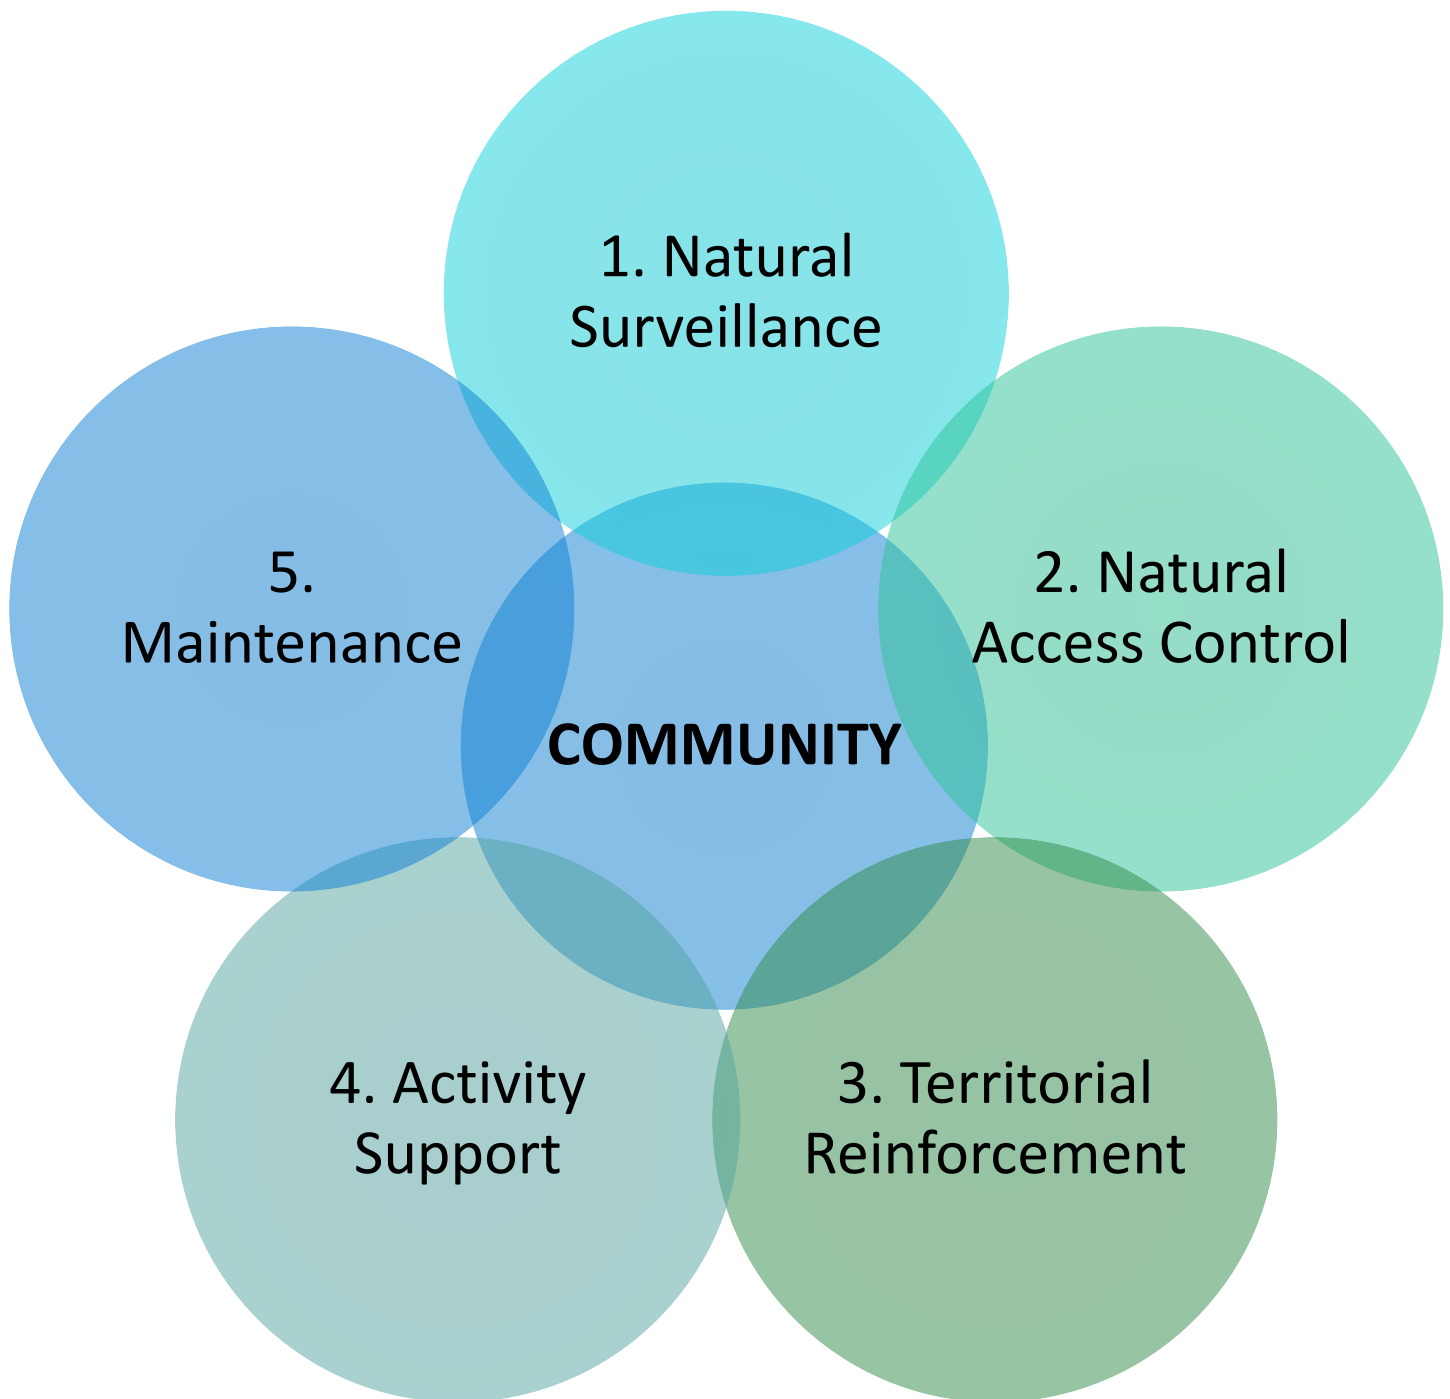 1. Natural
Surveillance
2. Natural
Access Control
3. Territorial
Reinforcement
4. Activity
Support
5.
Maintenance
COMMUNITY